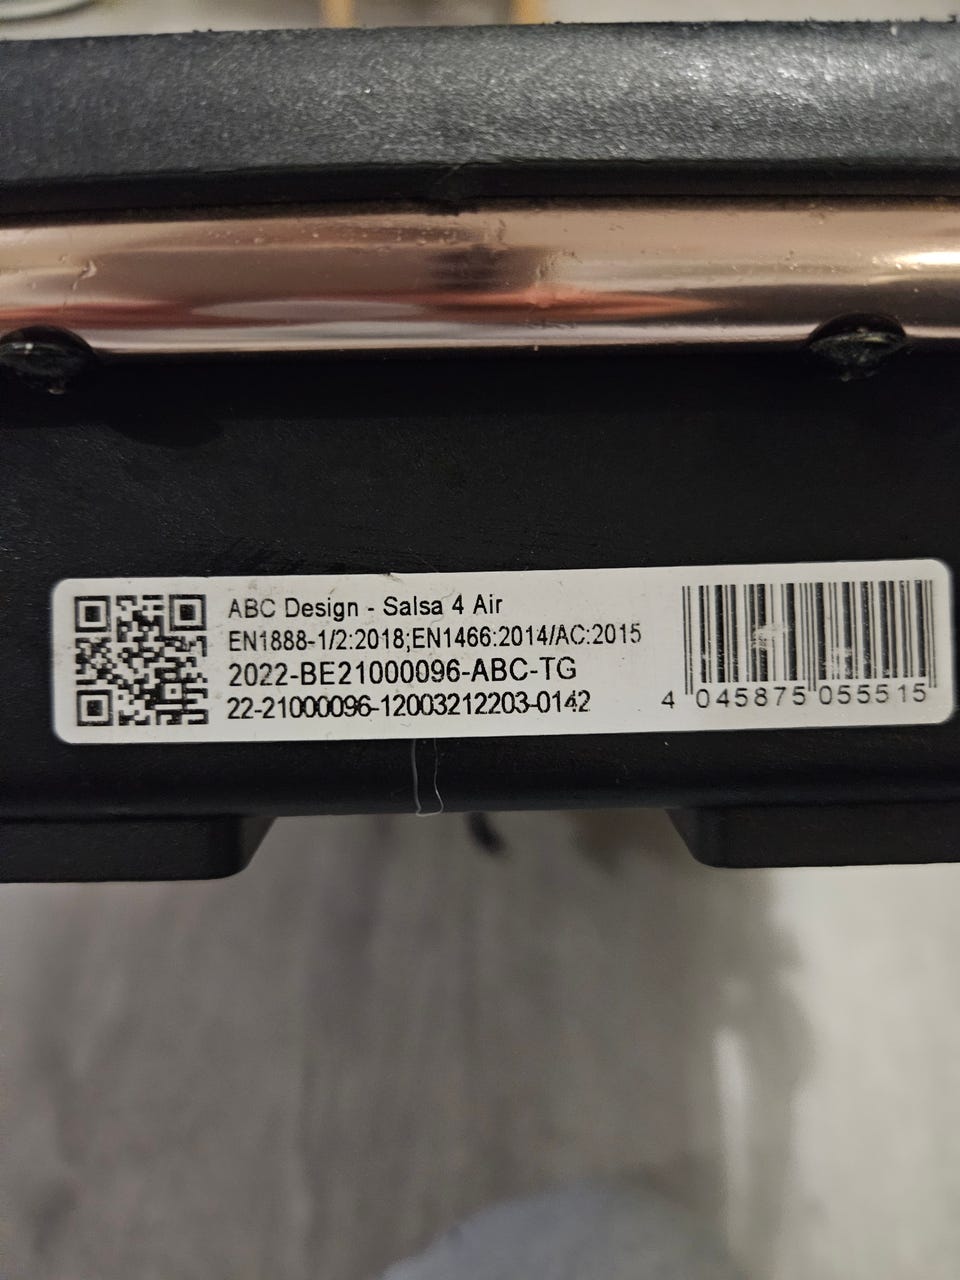 ABC Design - Salsa 4 Air
EN1888-1/2:2018;EN1466:2014/AC:2015
2022-BE21000096-ABC-TG
22-21000096-12003212203-0142
4 045875 055515